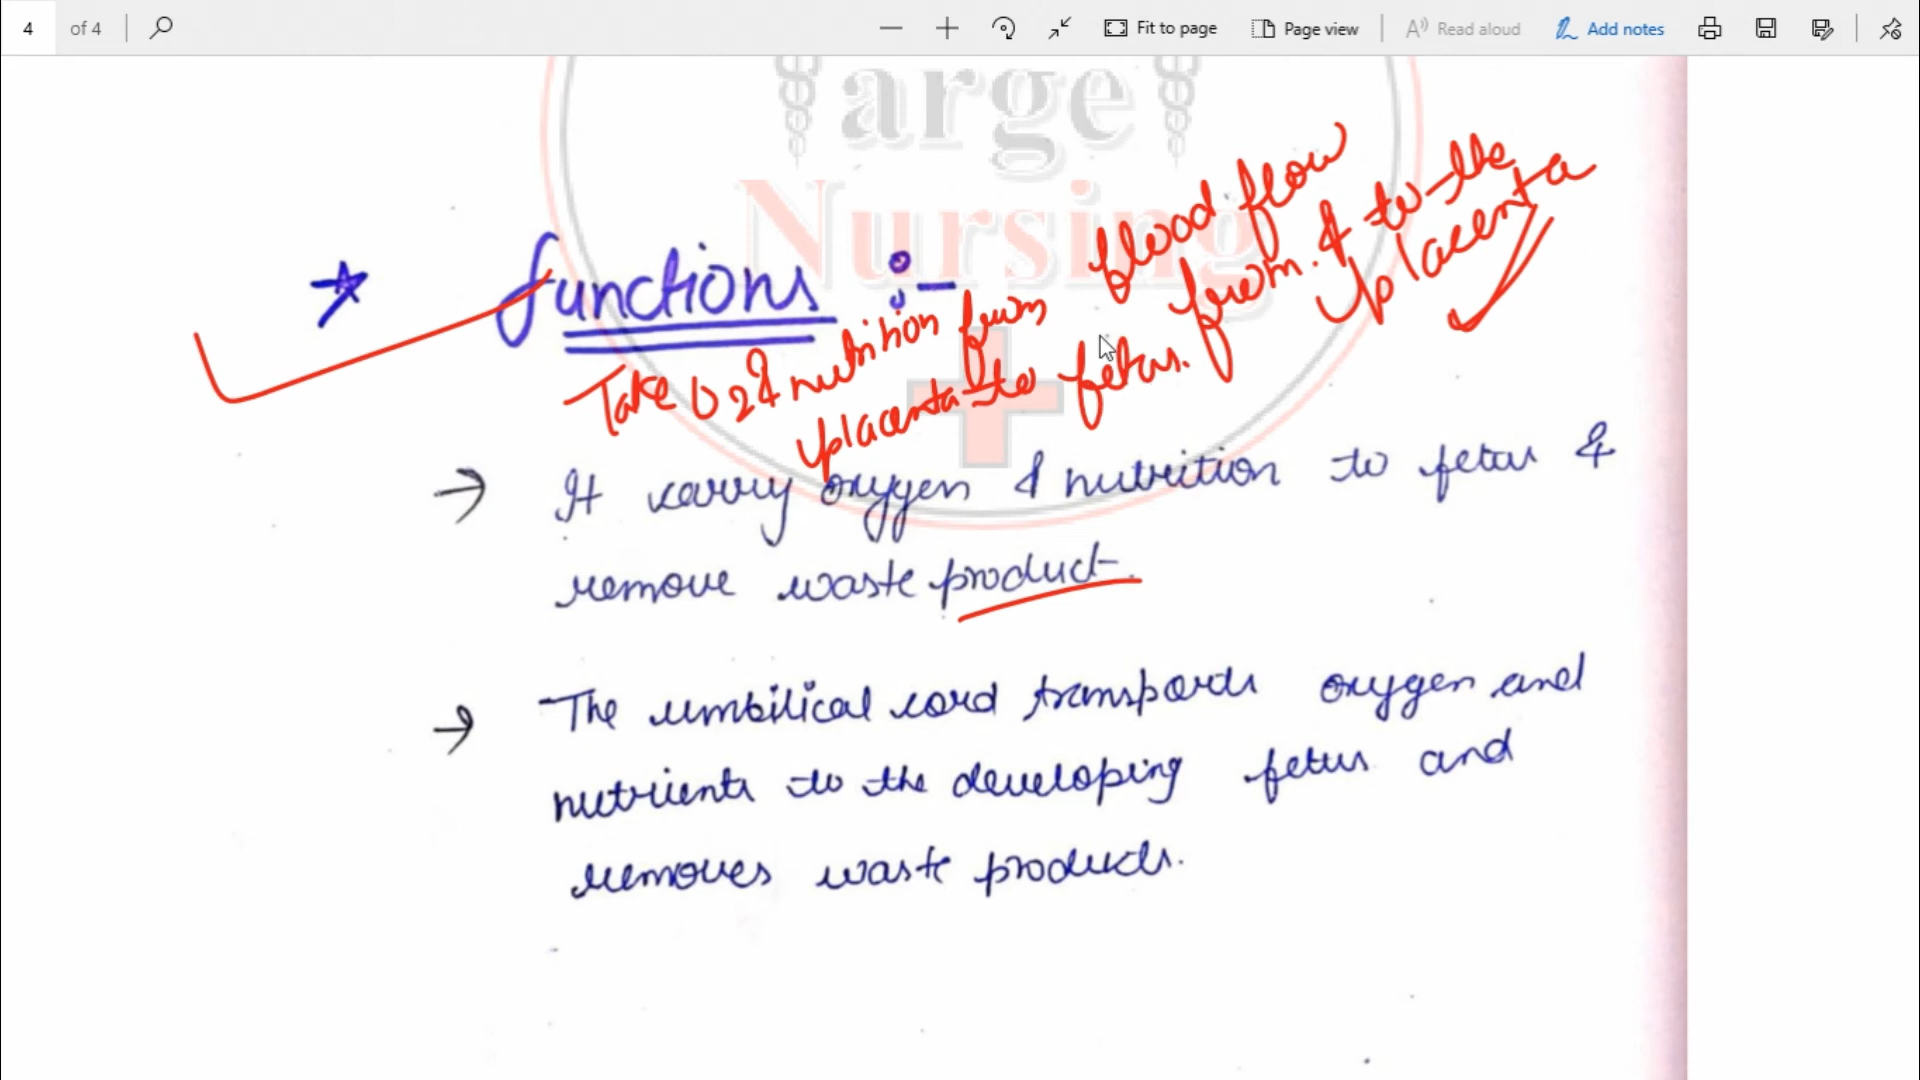 4 of 4 Fit to page Page view Read aloud Add notes
arge
Nursing
★ functions :-
blood flow
from & to the
placenta
Take O2 & nutrition from
placenta to fetus.
→ It carry oxygen & nutrition to fetus &
remove waste product.
→ The umbilical cord transports oxygen and
nutrients to the developing fetus and
removes waste products.